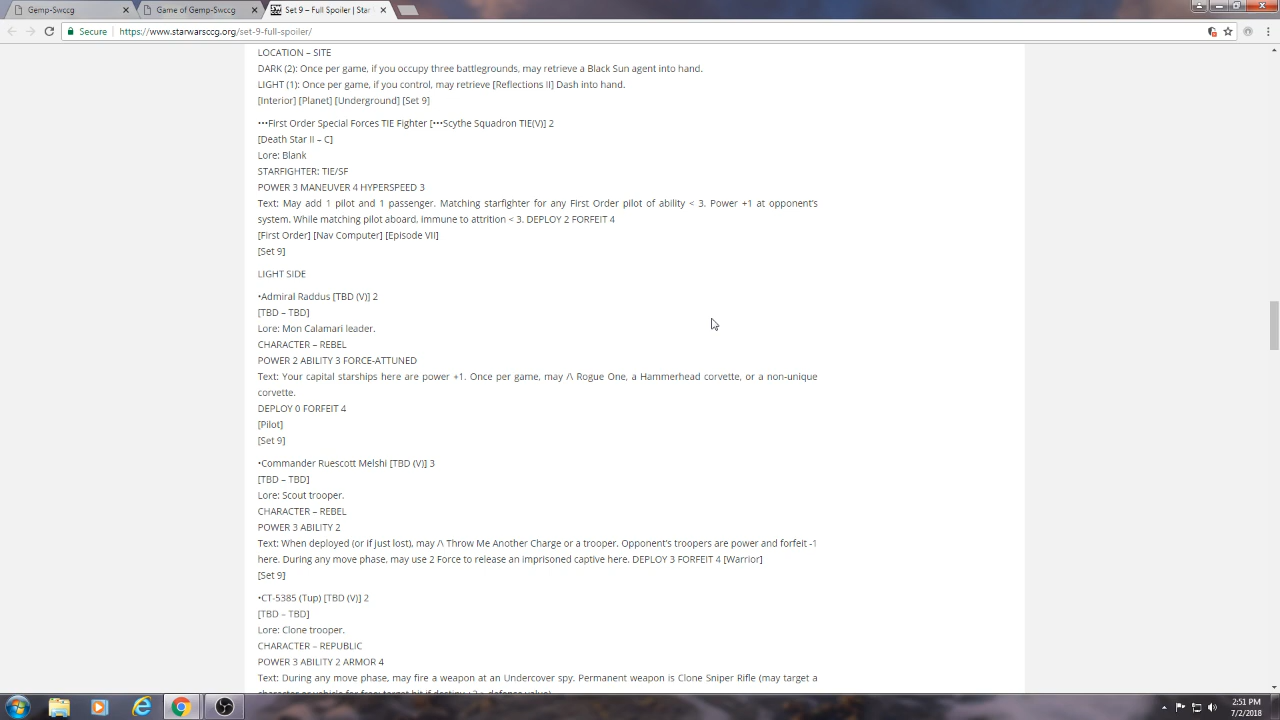 Gemp-Swccg
Game of Gemp-Swccg
Set 9 – Full Spoiler | Star
Secure https://www.starwarsccg.org/set-9-full-spoiler/
LOCATION – SITE
DARK (2): Once per game, if you occupy three battlegrounds, may retrieve a Black Sun agent into hand.
LIGHT (1): Once per game, if you control, may retrieve [Reflections II] Dash into hand.
[Interior] [Planet] [Underground] [Set 9]
•••First Order Special Forces TIE Fighter [•••Scythe Squadron TIE(V)] 2
[Death Star II – C]
Lore: Blank
STARFIGHTER: TIE/SF
POWER 3 MANEUVER 4 HYPERSPEED 3
Text: May add 1 pilot and 1 passenger. Matching starfighter for any First Order pilot of ability < 3. Power +1 at opponent's
system. While matching pilot aboard, immune to attrition < 3. DEPLOY 2 FORFEIT 4
[First Order] [Nav Computer] [Episode VII]
[Set 9]
LIGHT SIDE
•Admiral Raddus [TBD (V)] 2
[TBD – TBD]
Lore: Mon Calamari leader.
CHARACTER – REBEL
POWER 2 ABILITY 3 FORCE-ATTUNED
Text: Your capital starships here are power +1. Once per game, may /\ Rogue One, a Hammerhead corvette, or a non-unique
corvette.
DEPLOY 0 FORFEIT 4
[Pilot]
[Set 9]
•Commander Ruescott Melshi [TBD (V)] 3
[TBD – TBD]
Lore: Scout trooper.
CHARACTER – REBEL
POWER 3 ABILITY 2
Text: When deployed (or if just lost), may /\ Throw Me Another Charge or a trooper. Opponent's troopers are power and forfeit -1
here. During any move phase, may use 2 Force to release an imprisoned captive here. DEPLOY 3 FORFEIT 4 [Warrior]
[Set 9]
•CT-5385 (Tup) [TBD (V)] 2
[TBD – TBD]
Lore: Clone trooper.
CHARACTER – REPUBLIC
POWER 3 ABILITY 2 ARMOR 4
Text: During any move phase, may fire a weapon at an Undercover spy. Permanent weapon is Clone Sniper Rifle (may target a
2:51 PM
7/2/2018